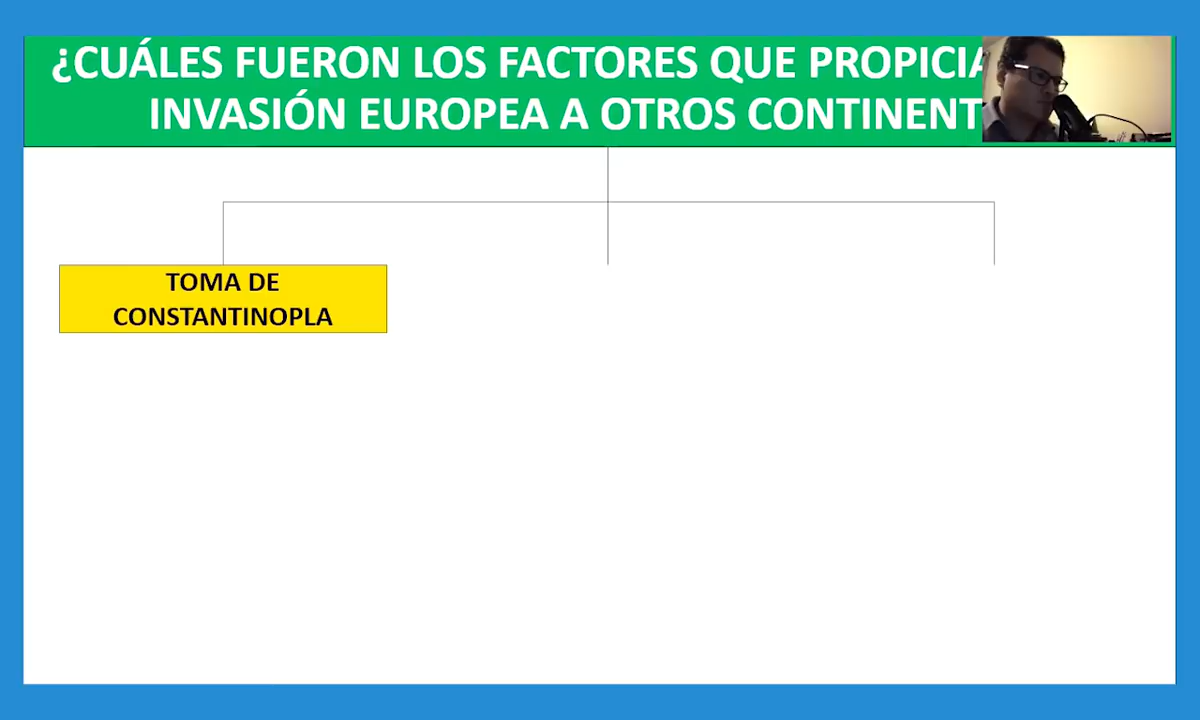 ¿CUÁLES FUERON LOS FACTORES QUE
INVASIÓN EUROPEA A OTROS
TOMA DE
CONSTANTINOPLA